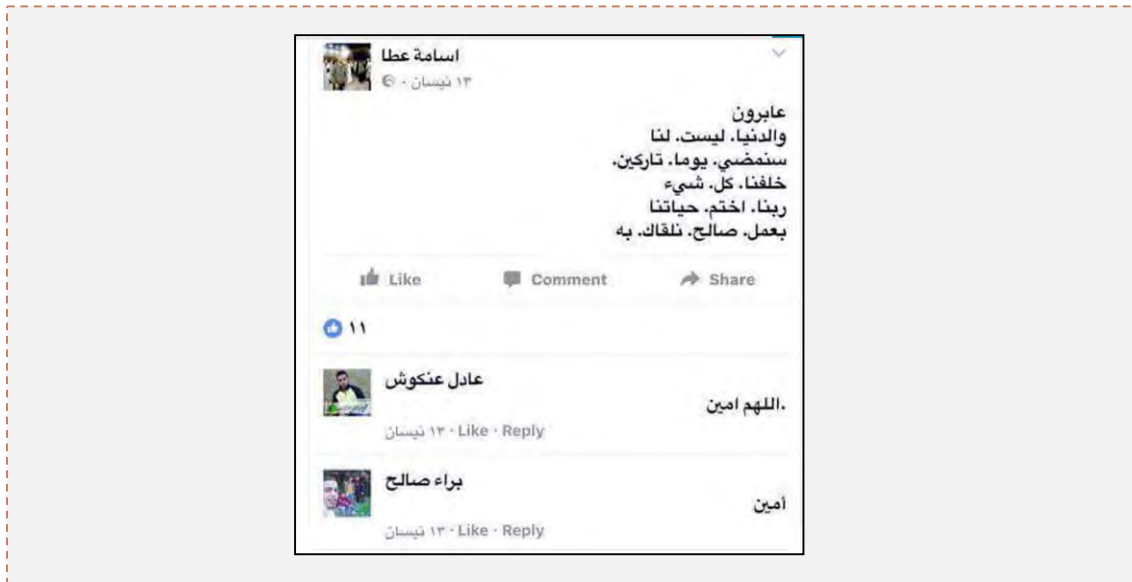 اسامة عطا
١٣ نيسان ·
عابرون
والدنيا. ليست. لنا
سنمضي. يوما. تاركين.
خلفنا. كل. شيء
ربنا. اختم. حياتنا
بعمل. صالح. نلقاك. به
Like Comment Share
١١
عادل عنكوش
.اللهم امين
١٣ نيسان · Like · Reply
براء صالح
أمين
١٣ نيسان · Like · Reply